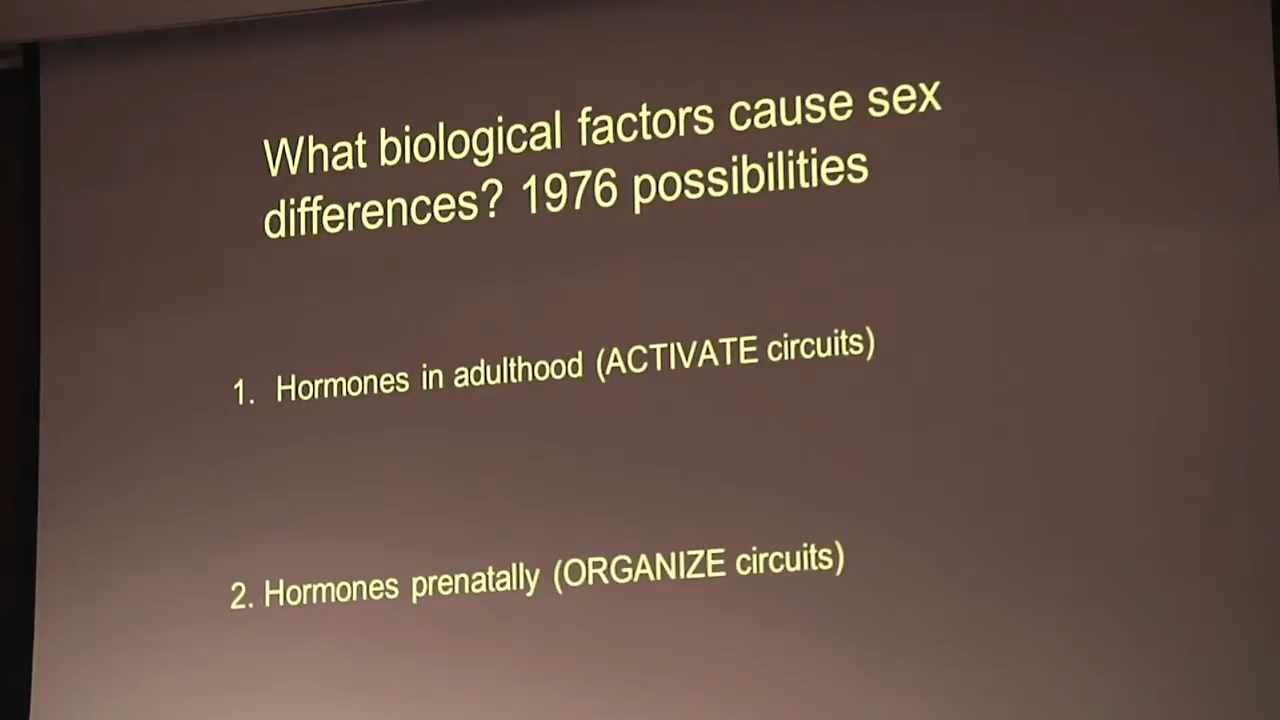 What biological factors cause sex
differences? 1976 possibilities
1. Hormones in adulthood (ACTIVATE circuits)
2. Hormones prenatally (ORGANIZE circuits)